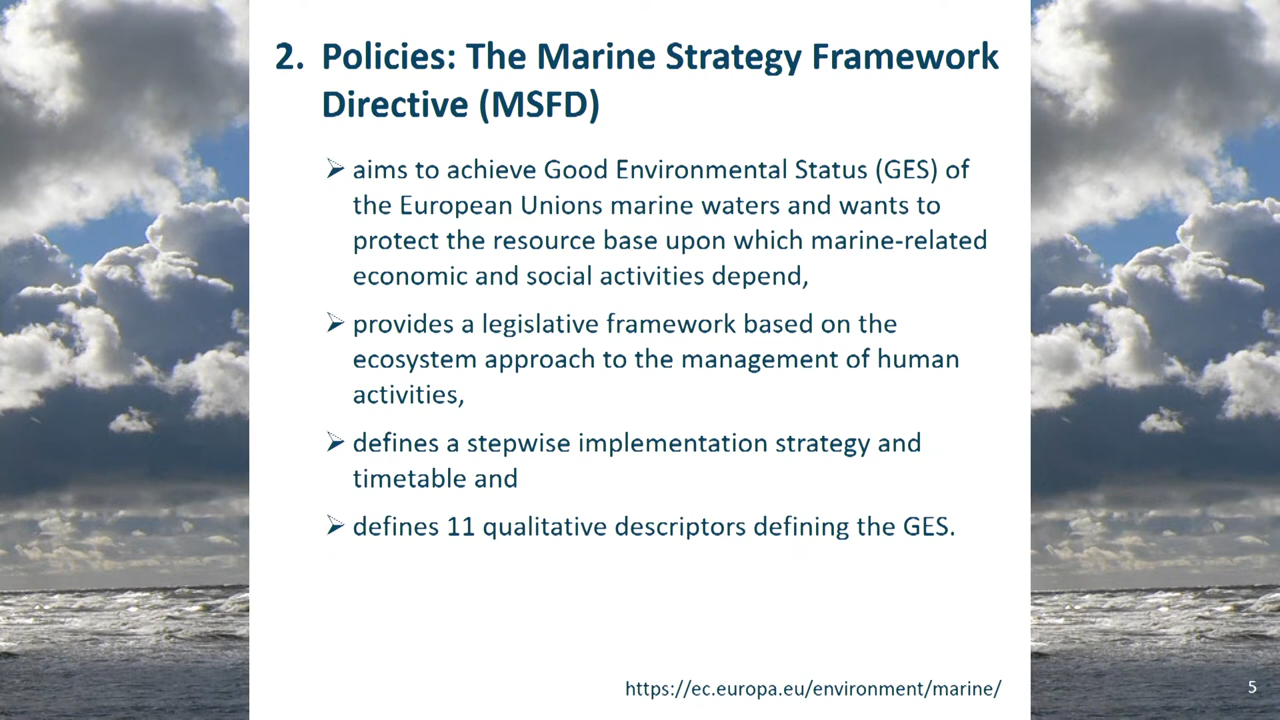 2. Policies: The Marine Strategy Framework
Directive (MSFD)
➢ aims to achieve Good Environmental Status (GES) of
the European Unions marine waters and wants to
protect the resource base upon which marine-related
economic and social activities depend,
➢ provides a legislative framework based on the
ecosystem approach to the management of human
activities,
➢ defines a stepwise implementation strategy and
timetable and
➢ defines 11 qualitative descriptors defining the GES.
https://ec.europa.eu/environment/marine/
5